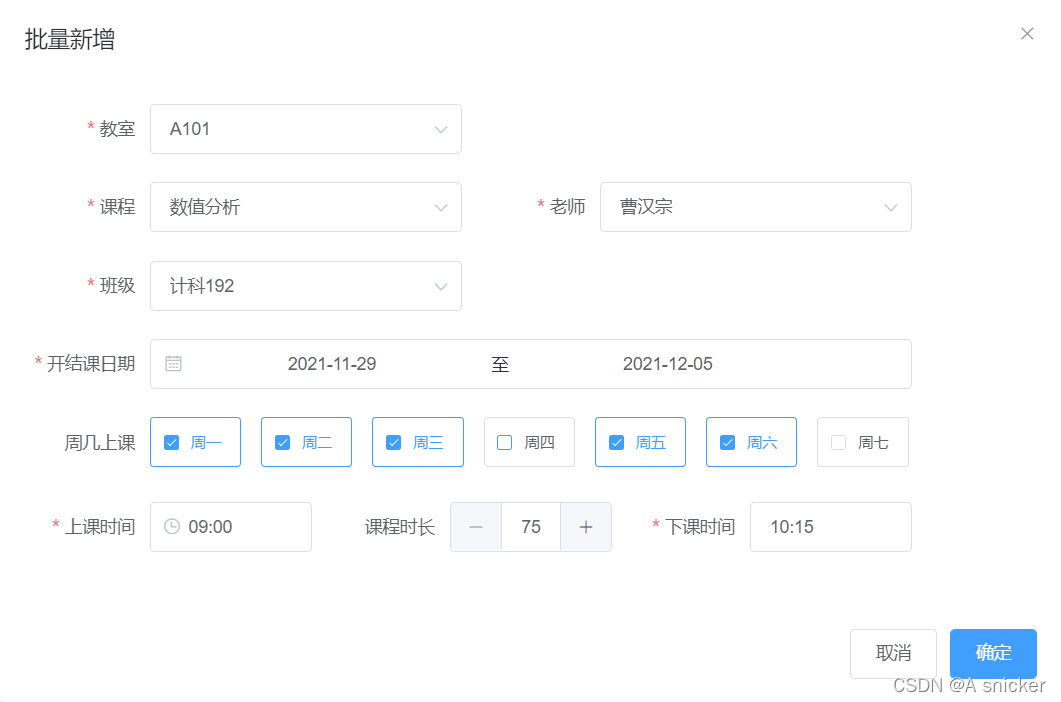 批量新增
* 教室 A101
* 课程 数值分析 * 老师 曹汉宗
* 班级 计科192
* 开结课日期 2021-11-29 至 2021-12-05
周几上课 周一 周二 周三 周四 周五 周六 周七
* 上课时间 09:00 课程时长 75 * 下课时间 10:15
取消 确定
CSDN @A snicker